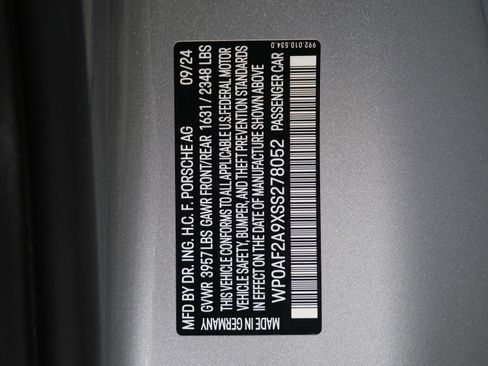 992.010.534.0
MFD BY DR. ING. H.C. F. PORSCHE AG 09/24
GVWR 3957 LBS GAWR FRONT/REAR 1631/ 2348 LBS
THIS VEHICLE CONFORMS TO ALL APPLICABLE U.S.FEDERAL MOTOR
VEHICLE SAFETY, BUMPER, AND THEFT PREVENTION STANDARDS
IN EFFECT ON THE DATE OF MANUFACTURE SHOWN ABOVE
WP0AF2A9XSS278052 PASSENGER CAR
MADE IN GERMANY